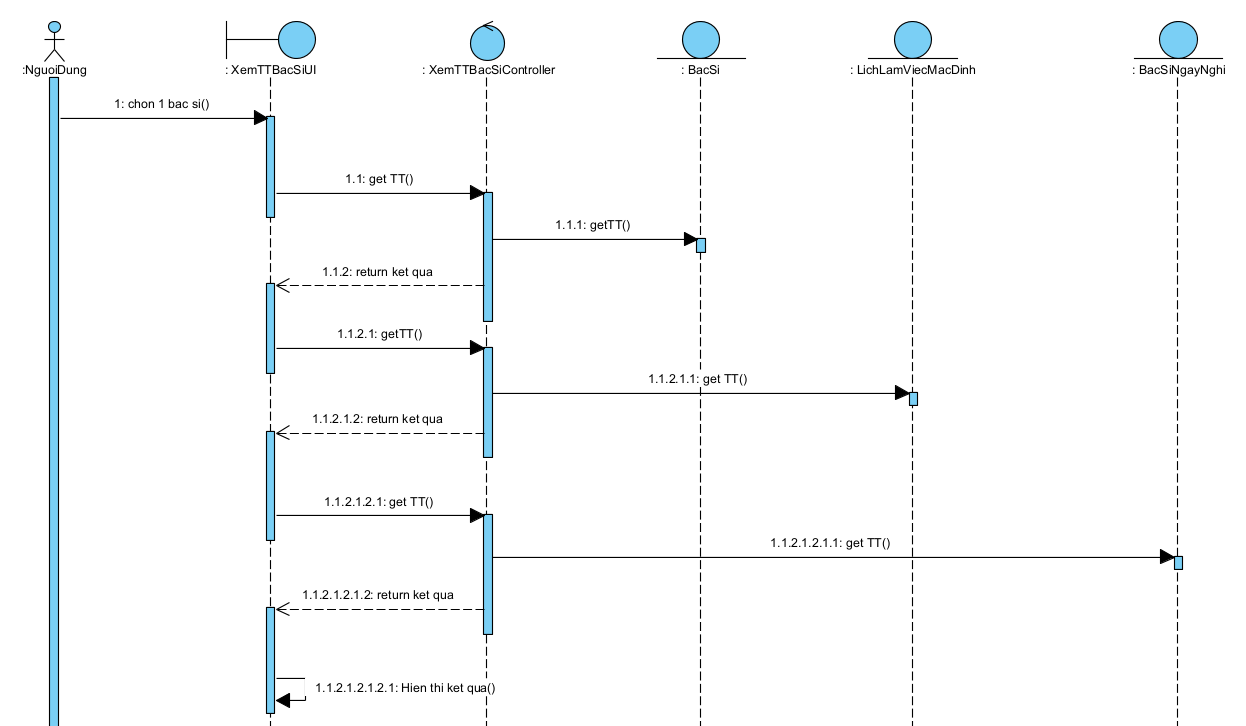 :NguoiDung
: XemTTBacSiUI
: XemTTBacSiController
: BacSi
: LichLamViecMacDinh
: BacSiNgayNghi
1: chon 1 bac si()
1.1: get TT()
1.1.1: getTT()
1.1.2: return ket qua
1.1.2.1: getTT()
1.1.2.1.1: get TT()
1.1.2.1.2: return ket qua
1.1.2.1.2.1: get TT()
1.1.2.1.2.1.1: get TT()
1.1.2.1.2.1.2: return ket qua
1.1.2.1.2.1.2.1: Hien thi ket qua()